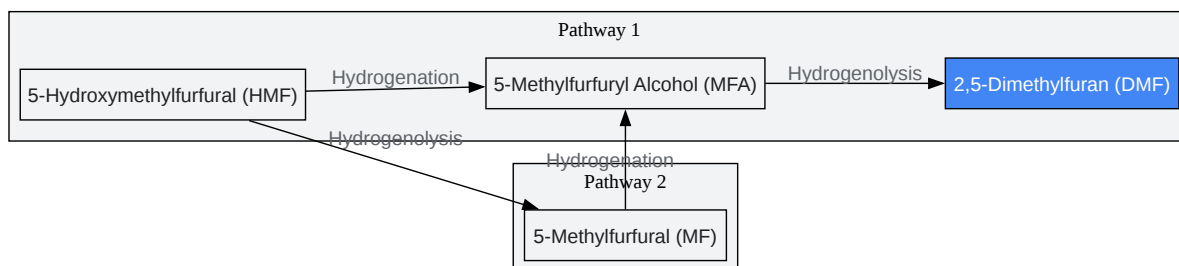 Pathway 1
5-Hydroxymethylfurfural (HMF)
Hydrogenation
5-Methylfurfuryl Alcohol (MFA)
Hydrogenolysis
2,5-Dimethylfuran (DMF)
Hydrogenolysis
Hydrogenation
Pathway 2
5-Methylfurfural (MF)